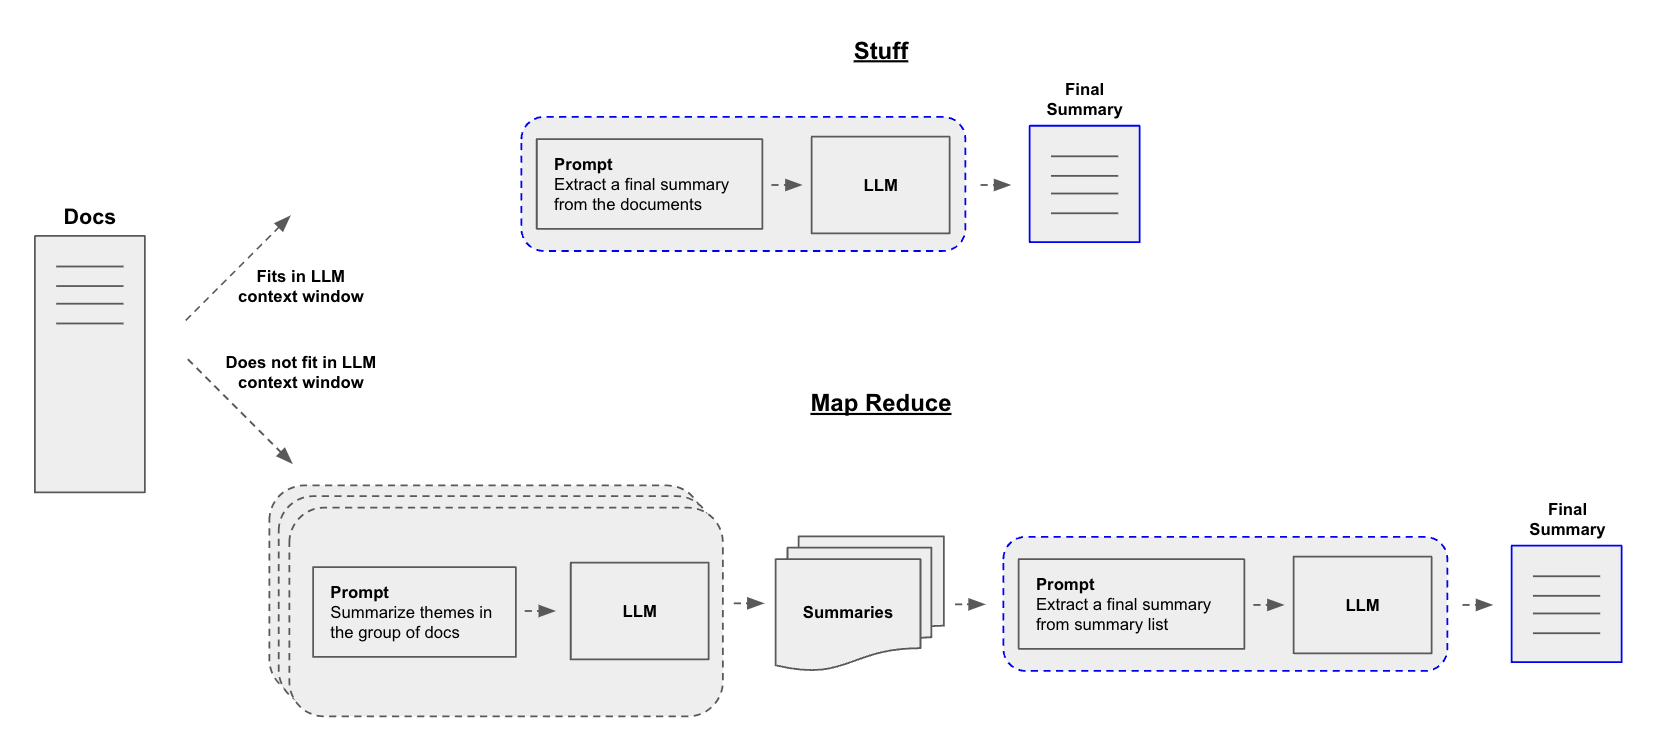 Stuff
Final
Summary
Prompt
Extract a final summary
from the documents
LLM
Docs
Fits in LLM
context window
Does not fit in LLM
context window
Map Reduce
Prompt
Summarize themes in
the group of docs
LLM
Summaries
Prompt
Extract a final summary
from summary list
LLM
Final
Summary